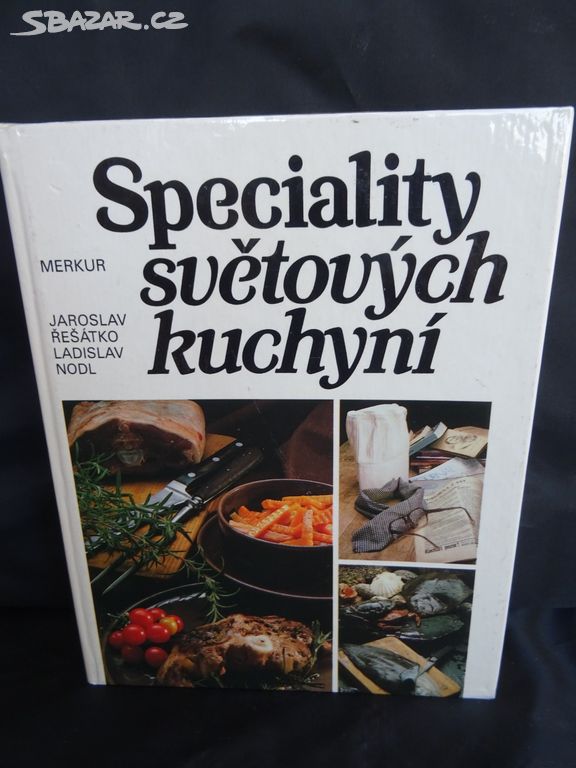 SBAZAR.CZ
Speciality
světových
kuchyní
MERKUR
JAROSLAV
ŘEŠÁTKO
LADISLAV
NODL